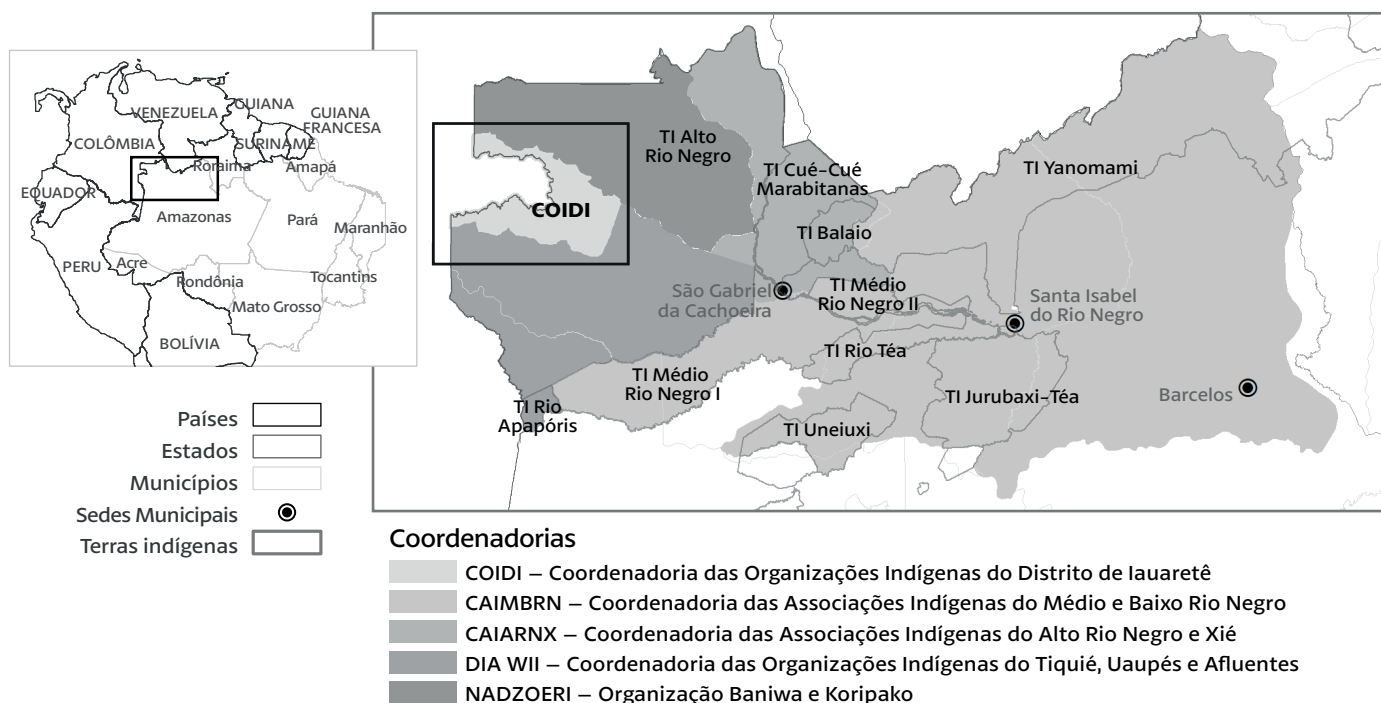 VENEZUELA
GUIANA
GUIANA
FRANCESA
COLÔMBIA
SURINAME
Roraima
Amapá
EQUADOR
Amazonas
Pará
Maranhão
PERU
Acre
Rondônia
Tocantins
Mato Grosso
BOLÍVIA
TI Alto
Rio Negro
TI Cué-Cué
Marabitanas
TI Yanomami
COIDI
TI Balaio
São Gabriel
da Cachoeira
TI Médio
Rio Negro II
Santa Isabel
do Rio Negro
TI Rio Téa
TI Médio
Rio Negro I
TI Jurubaxi-Téa
Barcelos
TI Rio
Apapóris
TI Uneiuxi
Países
Estados
Municípios
Sedes Municipais
Terras indígenas
Coordenadorias
COIDI – Coordenadoria das Organizações Indígenas do Distrito de Iauaretê
CAIMBRN – Coordenadoria das Associações Indígenas do Médio e Baixo Rio Negro
CAIARNX – Coordenadoria das Associações Indígenas do Alto Rio Negro e Xié
DIA WII – Coordenadoria das Organizações Indígenas do Tiquié, Uaupés e Afluentes
NADZOERI – Organização Baniwa e Koripako